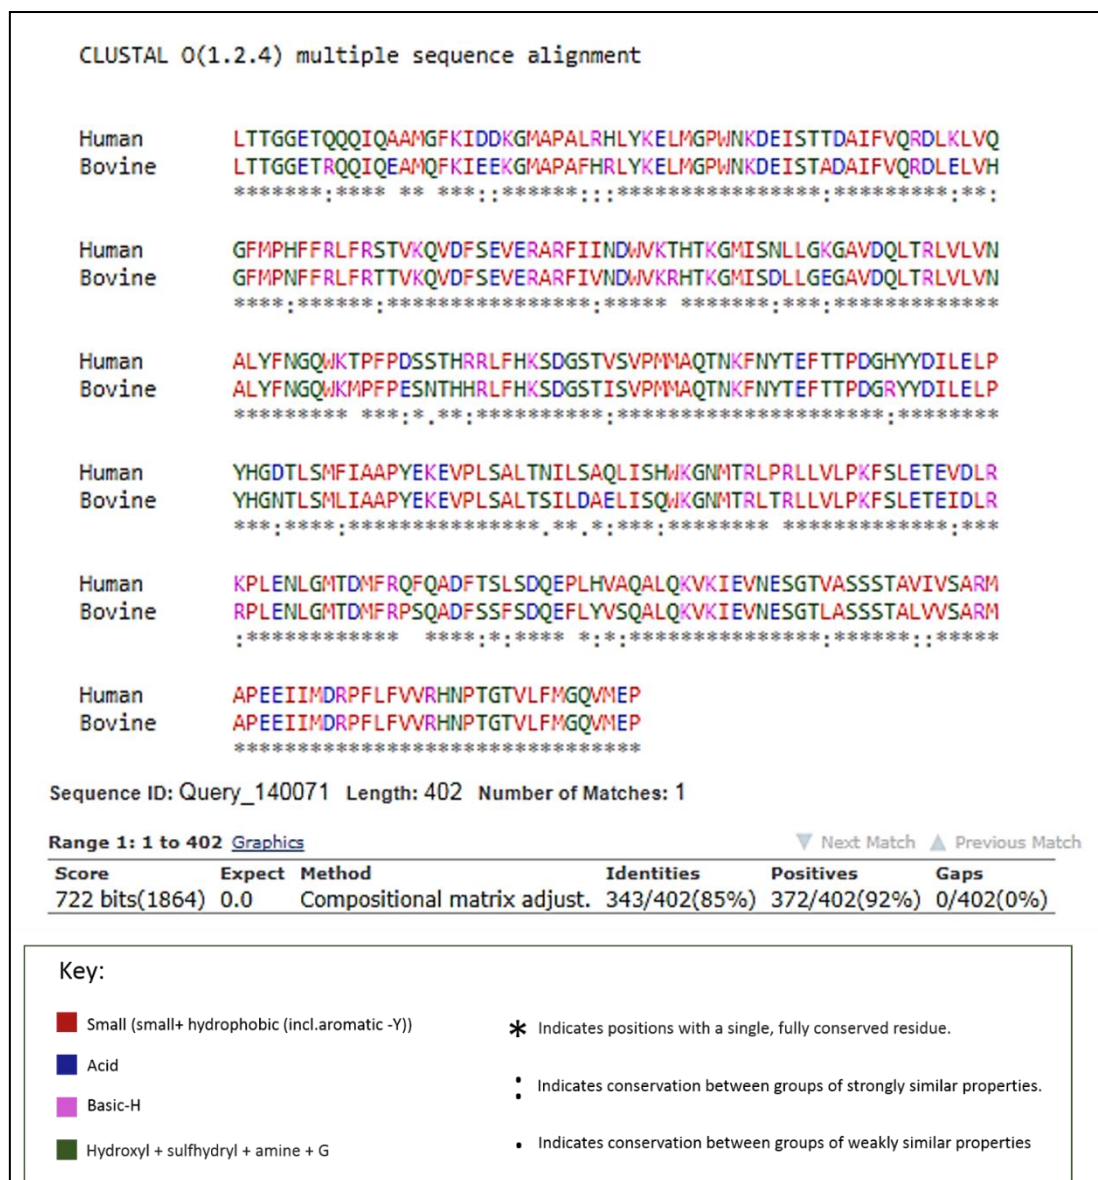 CLUSTAL O(1.2.4) multiple sequence alignment
Human LTTGGETQQQIQAAMGFKIDDKGMAPALRHLYKELMGPWNKDEISTTDAIFVQRDLKLVQ
Bovine LTTGGETRQQIQEAMQFKIEEKGMAPAFHRLYKELMGPWNKDEISTADAIFVQRDLELVH
*******:**** ** ***::******:::****************:*********:**:
Human GFMPHFFRLFRSTVKQVDFSEVERARFIINDWVKTHTKGMISNLLGKGAVDQLTRLVLVN
Bovine GFMPNFFRLFRTTVKQVDFSEVERARFIVNDWVKRHTKGMISDLLGEGAVDQLTRLVLVN
****:******:****************:***** *******:***:*************
Human ALYFNGQWKTPFPDSSTHRRLFHKSDGSTVSVPMMAQTNKFNYTEFTTPDGHYYDILELP
Bovine ALYFNGQWKMPFPESNTHHRLFHKSDGSTISVPMMAQTNKFNYTEFTTPDGRYYDILELP
********* ***:*.**:**********:*********************:********
Human YHGDTLSMFIAAPYEKEVPLSALTNILSAQLISHWKGNMTRLPRLLVLPKFSLETEVDLR
Bovine YHGNTLSMLIAAPYEKEVPLSALTSILDAELISQWKGNMTRLTRLLVLPKFSLETEIDLR
***:****:***************.**.*:***:******** *************:***
Human KPLENLGMTDMFRQFQADFTSLSDQEPLHVAQALQKVKIEVNESGTVASSSTAVIVSARM
Bovine RPLENLGMTDMFRPSQADFSSFSDQEFLYVSQALQKVKIEVNESGTLASSSTALVVSARM
:************  ****:*:**** *:*:***************:******::*****
Human APEEIIMDRPFLFVVRHNPTGTVLFMGQVMEP
Bovine APEEIIMDRPFLFVVRHNPTGTVLFMGQVMEP
********************************
Sequence ID: Query_140071 Length: 402 Number of Matches: 1
Range 1: 1 to 402 Graphics ▼ Next Match ▲ Previous Match
Score Expect Method Identities Positives Gaps
722 bits(1864) 0.0 Compositional matrix adjust. 343/402(85%) 372/402(92%) 0/402(0%)
Key:
Small (small+ hydrophobic (incl.aromatic -Y)) * Indicates positions with a single, fully conserved residue.
Acid
: Indicates conservation between groups of strongly similar properties.
Basic-H
Hydroxyl + sulfhydryl + amine + G . Indicates conservation between groups of weakly similar properties